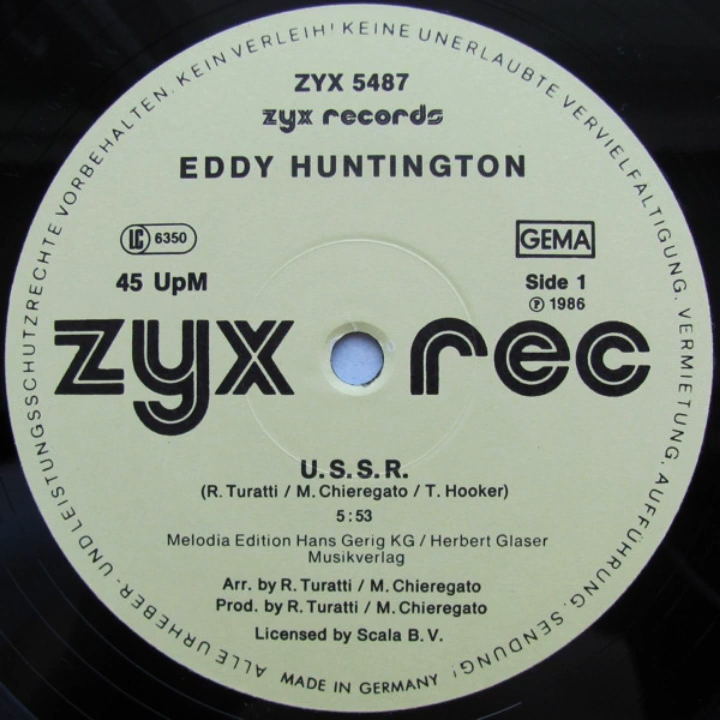 ALLE URHEBER- UND LEISTUNGSSCHUTZRECHTE VORBEHALTEN. KEIN VERLEIH! KEINE UNERLAUBTE VERVIELFÄLTIGUNG, VERMIETUNG, AUFFÜHRUNG, SENDUNG!
ZYX 5487
zyx records
EDDY HUNTINGTON
LC 6350
GEMA
45 UpM
Side 1
Ⓟ 1986
zyx rec
U.S.S.R.
(R. Turatti / M. Chieregato / T. Hooker)
5:53
Melodia Edition Hans Gerig KG / Herbert Glaser
Musikverlag
Arr. by R. Turatti / M. Chieregato
Prod. by R. Turatti / M. Chieregato
Licensed by Scala B.V.
MADE IN GERMANY